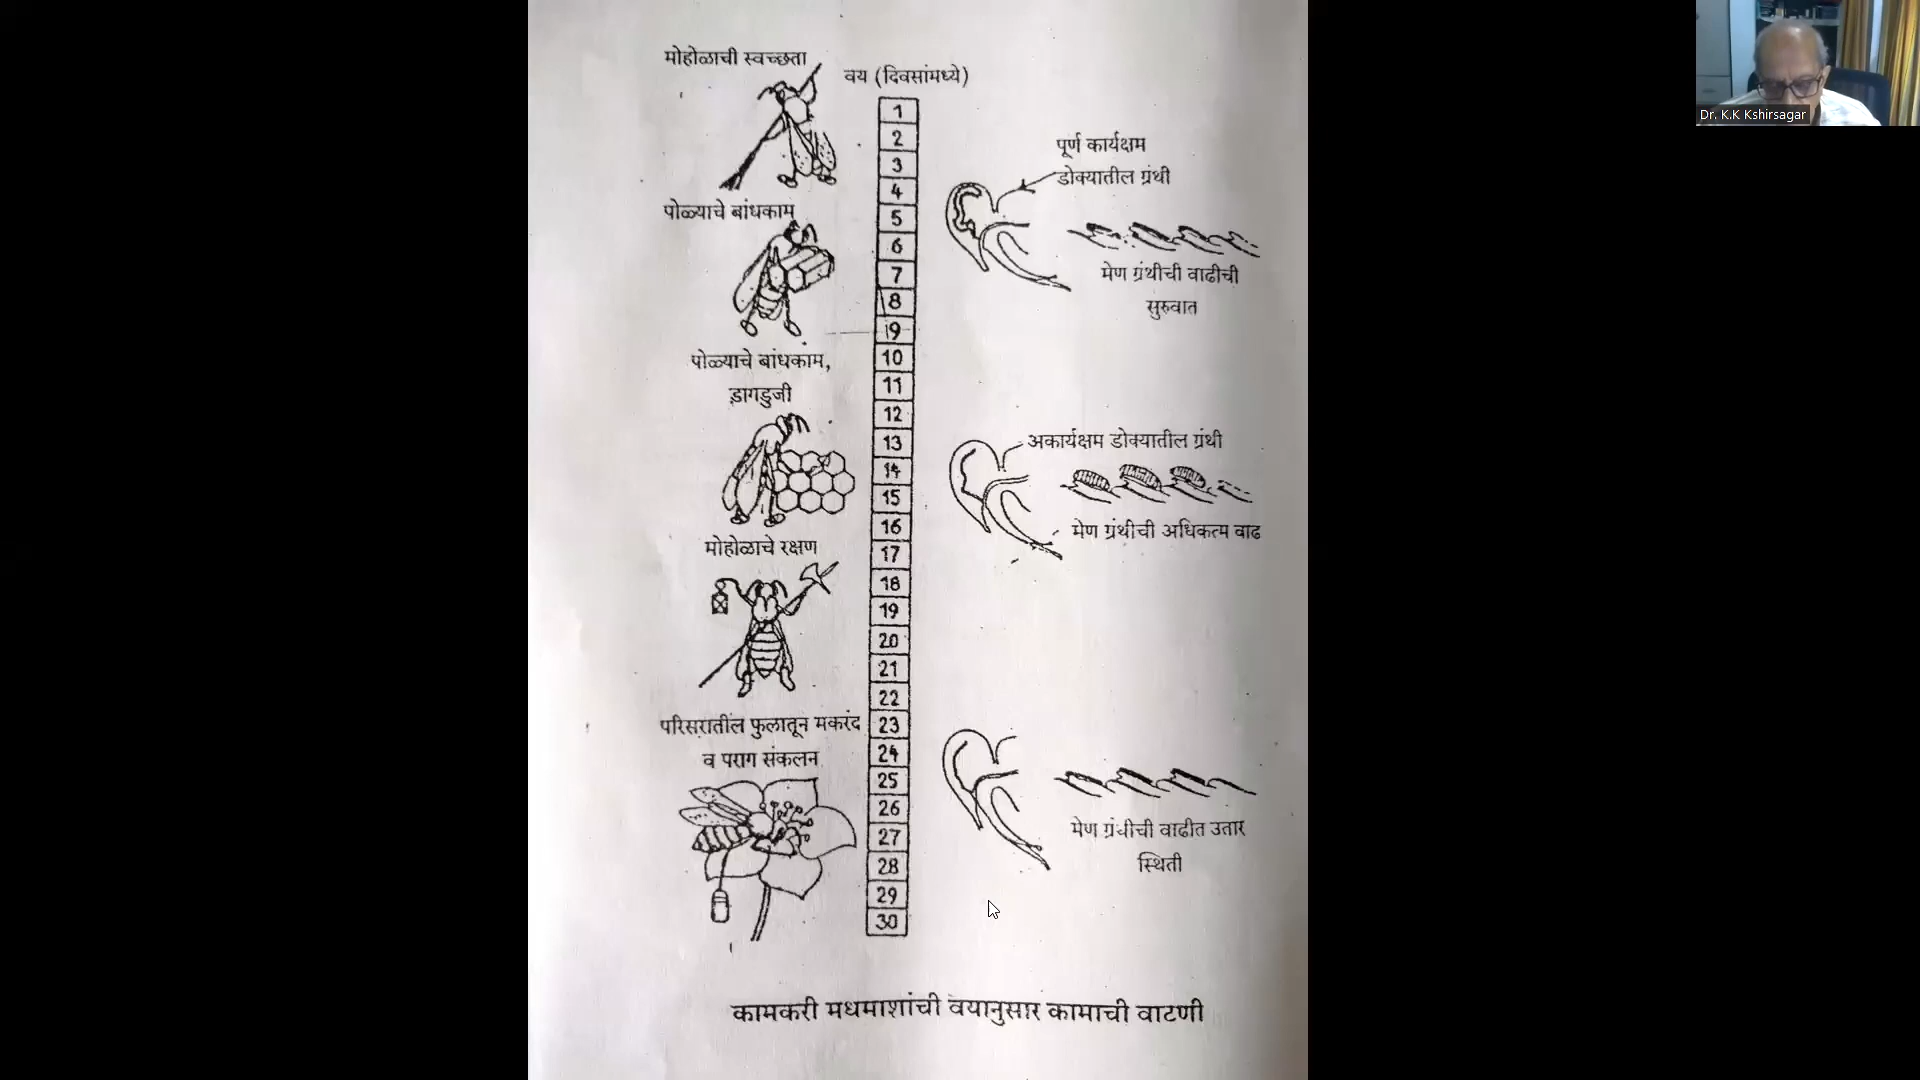 मोहोळाची स्वच्छता
वय (दिवसांमध्ये)
1
2
3
4
5
6
7
8
9
10
11
12
13
14
15
16
17
18
19
20
21
22
23
24
25
26
27
28
29
30
पोळ्याचे बांधकाम
पोळ्याचे बांधकाम,
डागडुजी
मोहोळाचे रक्षण
परिसरातील फुलातून मकरंद
व पराग संकलन
पूर्ण कार्यक्षम
डोक्यातील ग्रंथी
मेण ग्रंथीची वाढीची
सुरुवात
अकार्यक्षम डोक्यातील ग्रंथी
मेण ग्रंथीची अधिकत्म वाढ
मेण ग्रंथीची वाढीत उतार
स्थिती
कामकरी मधमाशांची वयानुसार कामाची वाटणी
Dr. K.K Kshirsagar